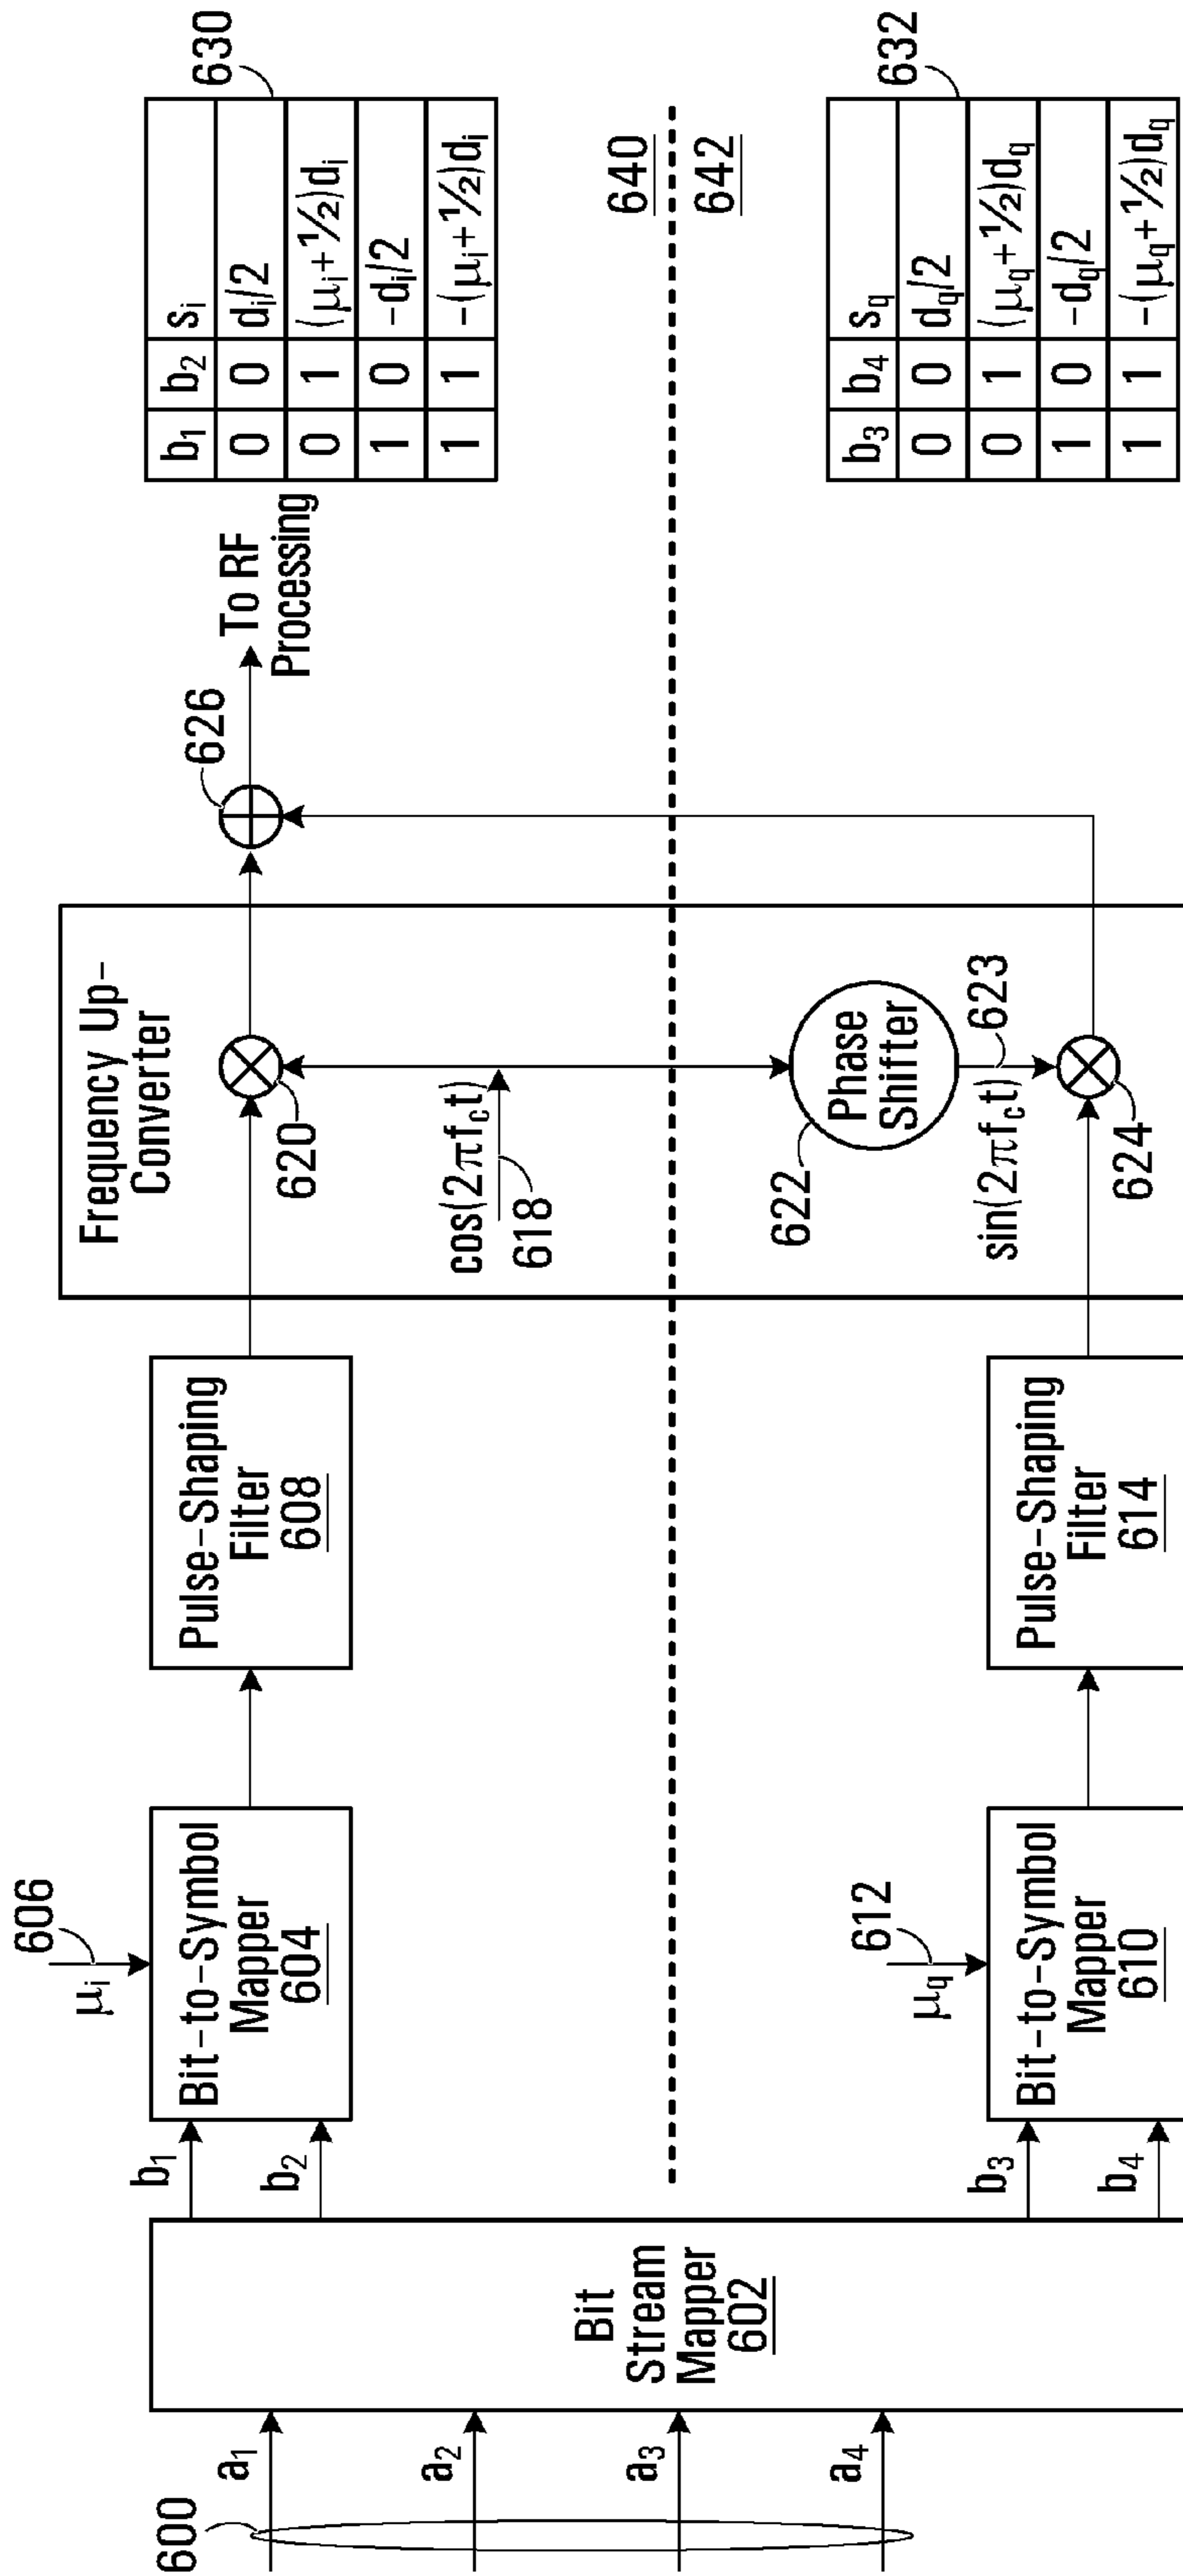 600
a1
a2
a3
a4
Bit
Stream
Mapper
602
b1
b2
b3
b4
606
μi
Bit-to-Symbol
Mapper
604
612
μq
Bit-to-Symbol
Mapper
610
Pulse-Shaping
Filter
608
Pulse-Shaping
Filter
614
Frequency Up-
Converter
620
cos(2πfct)
618
622
Phase
Shifter
sin(2πfct)
623
624
626
To RF
Processing
630
b1 b2 si
0 0 di/2
0 1 (μi+½)di
1 0 -di/2
1 1 -(μi+½)di
640
642
632
b3 b4 sq
0 0 dq/2
0 1 (μq+½)dq
1 0 -dq/2
1 1 -(μq+½)dq